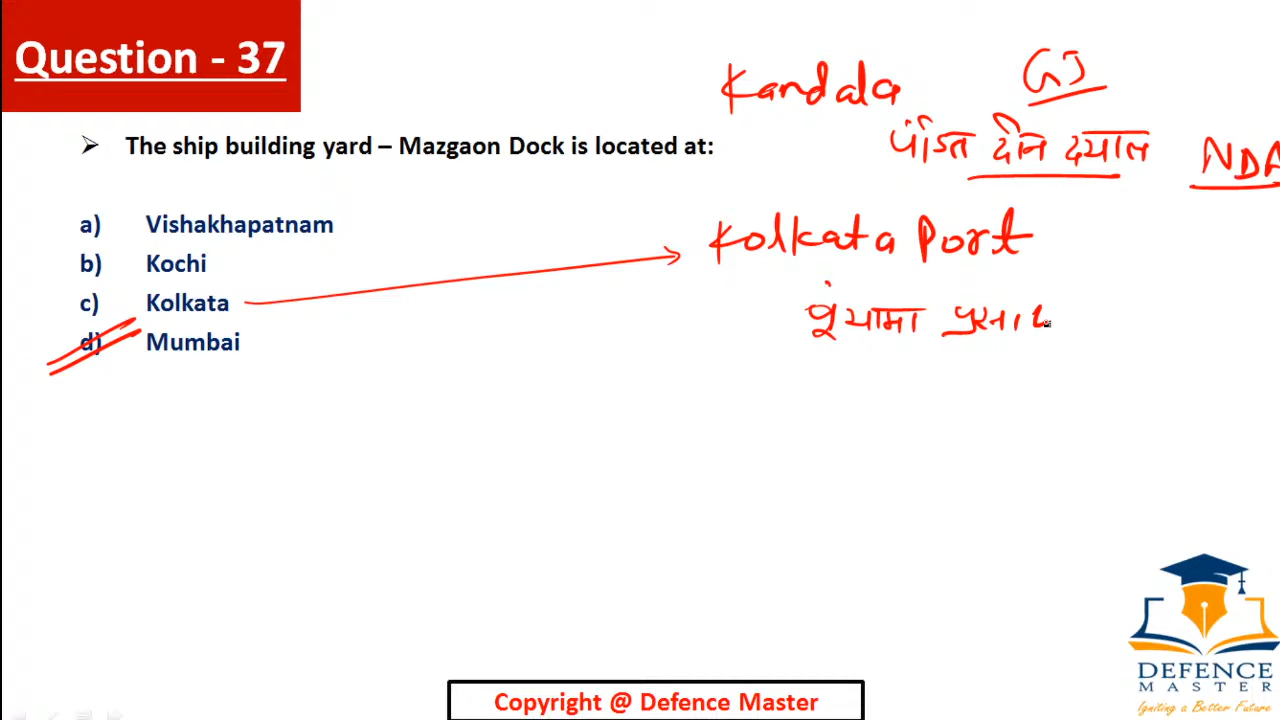 Question - 37
Kandala GJ
पंडित दीन दयाल NDA
➢ The ship building yard – Mazgaon Dock is located at:
a) Vishakhapatnam
Kolkata Port
b) Kochi
c) Kolkata
d) Mumbai
DEFENCE
MASTER
Igniting a Better Future
Copyright @ Defence Master